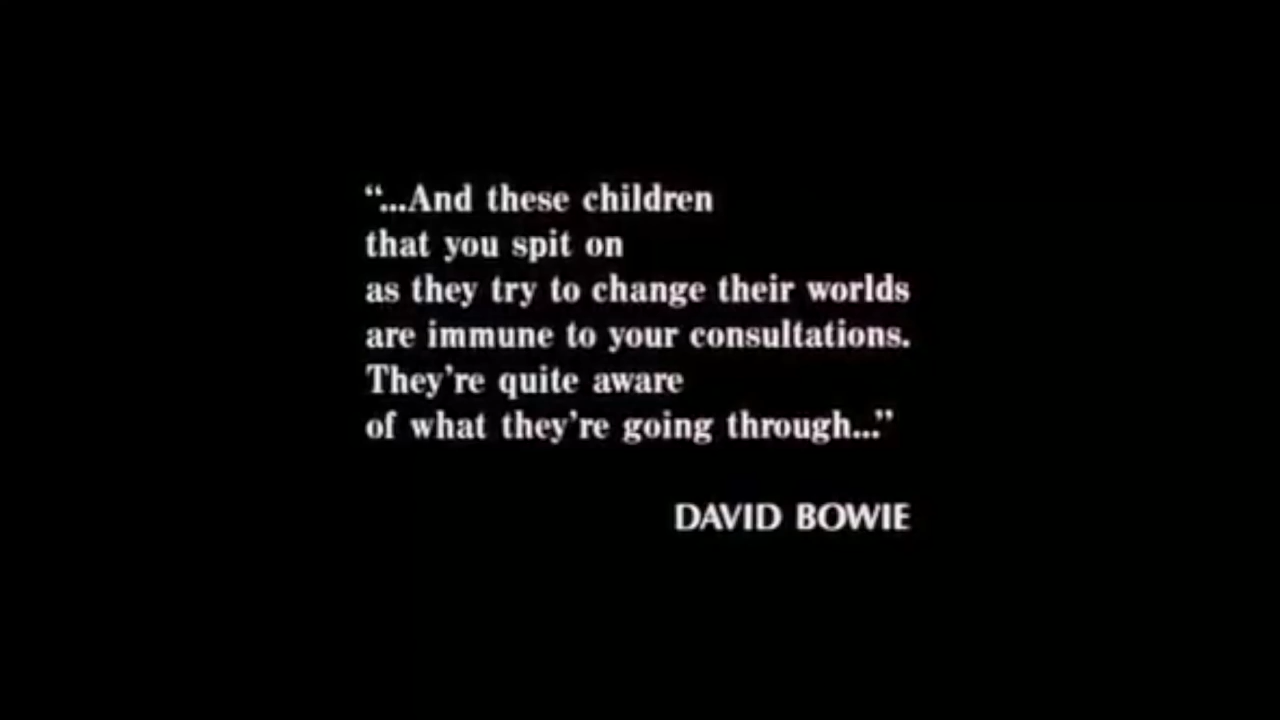 “...And these children
that you spit on
as they try to change their worlds
are immune to your consultations.
They’re quite aware
of what they’re going through...”
DAVID BOWIE